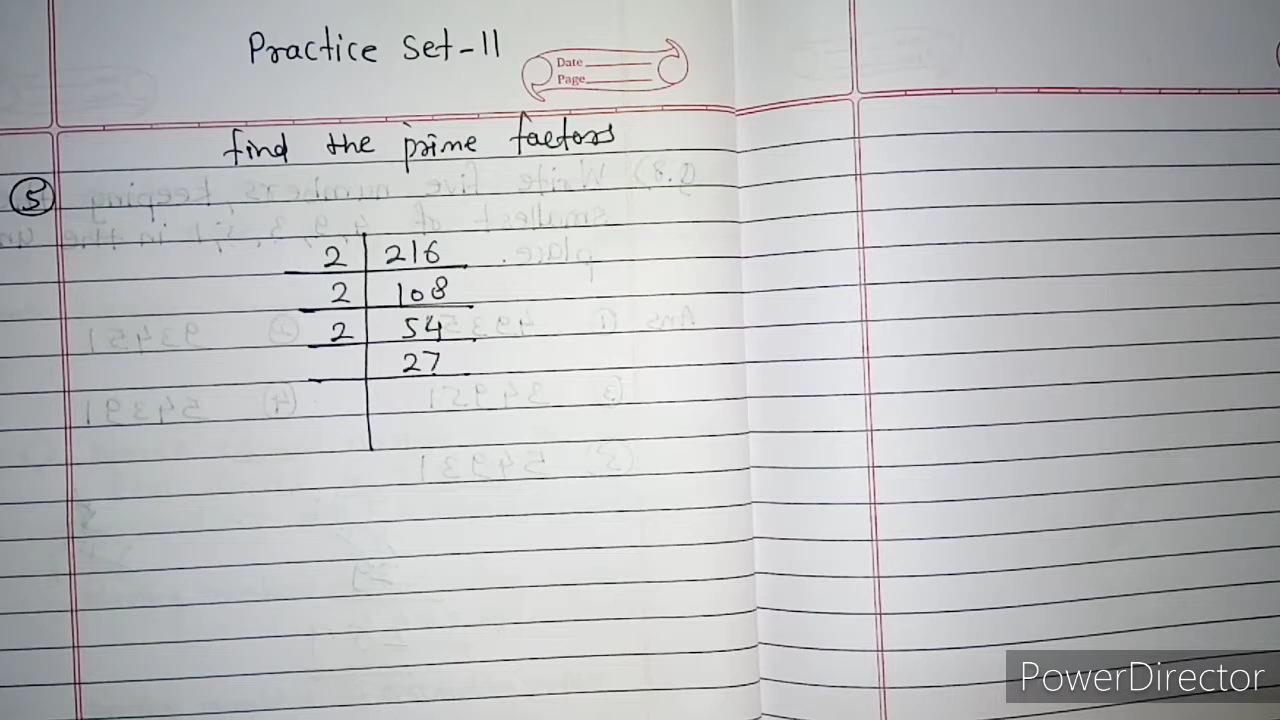 Practice Set-11
Date
Page
find the prime factors
5
2 216
2 108
2 54
27
PowerDirector